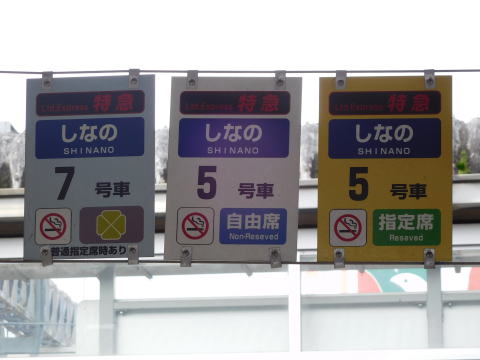 Ltd.Express 特急
しなの
SHINANO
7 号車
普通指定席時あり
Ltd.Express 特急
しなの
SHINANO
5 号車
自由席
Non-Reseved
Ltd.Express 特急
しなの
SHINANO
5 号車
指定席
Reseved